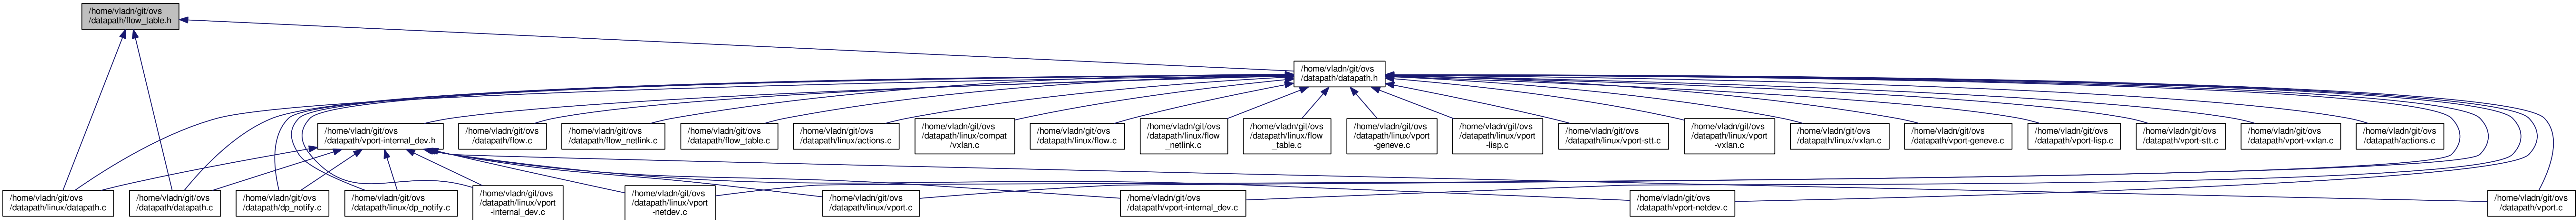 /home/vladn/git/ovs
/datapath/flow_table.h
/home/vladn/git/ovs
/datapath/datapath.h
/home/vladn/git/ovs
/datapath/vport-internal_dev.h
/home/vladn/git/ovs
/datapath/flow.c
/home/vladn/git/ovs
/datapath/flow_netlink.c
/home/vladn/git/ovs
/datapath/flow_table.c
/home/vladn/git/ovs
/datapath/linux/actions.c
/home/vladn/git/ovs
/datapath/linux/compat
/vxlan.c
/home/vladn/git/ovs
/datapath/linux/flow.c
/home/vladn/git/ovs
/datapath/linux/flow
_netlink.c
/home/vladn/git/ovs
/datapath/linux/flow
_table.c
/home/vladn/git/ovs
/datapath/linux/vport
-geneve.c
/home/vladn/git/ovs
/datapath/linux/vport
-lisp.c
/home/vladn/git/ovs
/datapath/linux/vport-stt.c
/home/vladn/git/ovs
/datapath/linux/vport
-vxlan.c
/home/vladn/git/ovs
/datapath/linux/vxlan.c
/home/vladn/git/ovs
/datapath/vport-geneve.c
/home/vladn/git/ovs
/datapath/vport-lisp.c
/home/vladn/git/ovs
/datapath/vport-stt.c
/home/vladn/git/ovs
/datapath/vport-vxlan.c
/home/vladn/git/ovs
/datapath/actions.c
/home/vladn/git/ovs
/datapath/linux/datapath.c
/home/vladn/git/ovs
/datapath/datapath.c
/home/vladn/git/ovs
/datapath/dp_notify.c
/home/vladn/git/ovs
/datapath/linux/dp_notify.c
/home/vladn/git/ovs
/datapath/linux/vport
-internal_dev.c
/home/vladn/git/ovs
/datapath/linux/vport
-netdev.c
/home/vladn/git/ovs
/datapath/linux/vport.c
/home/vladn/git/ovs
/datapath/vport-internal_dev.c
/home/vladn/git/ovs
/datapath/vport-netdev.c
/home/vladn/git/ovs
/datapath/vport.c